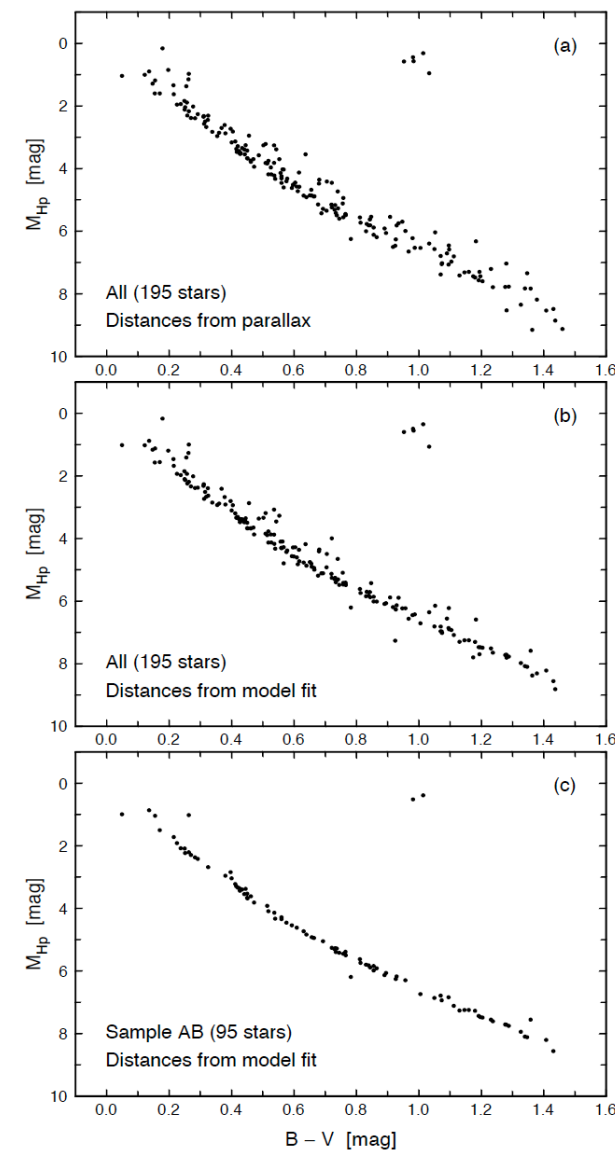 0
2
4
6
8
10
M_Hp [mag]
(a)
All (195 stars)
Distances from parallax
0.0 0.2 0.4 0.6 0.8 1.0 1.2 1.4 1.6
0
2
4
6
8
10
M_Hp [mag]
(b)
All (195 stars)
Distances from model fit
0.0 0.2 0.4 0.6 0.8 1.0 1.2 1.4 1.6
0
2
4
6
8
10
M_Hp [mag]
(c)
Sample AB (95 stars)
Distances from model fit
0.0 0.2 0.4 0.6 0.8 1.0 1.2 1.4 1.6
B − V [mag]